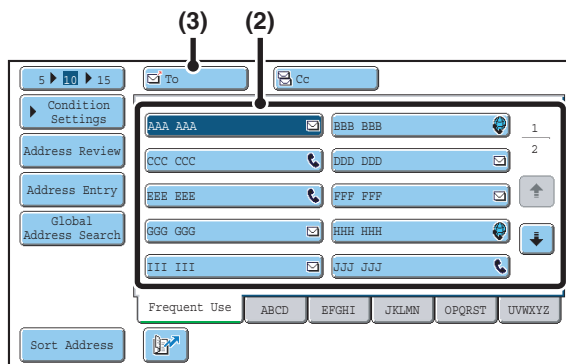 (3) (2)
5 10 15
To
Cc
Condition
Settings
AAA AAA
BBB BBB
1
2
Address Review
CCC CCC
DDD DDD
Address Entry
EEE EEE
FFF FFF
Global
Address Search
GGG GGG
HHH HHH
III III
JJJ JJJ
Frequent Use
ABCD
EFGHI
JKLMN
OPQRST
UVWXYZ
Sort Address